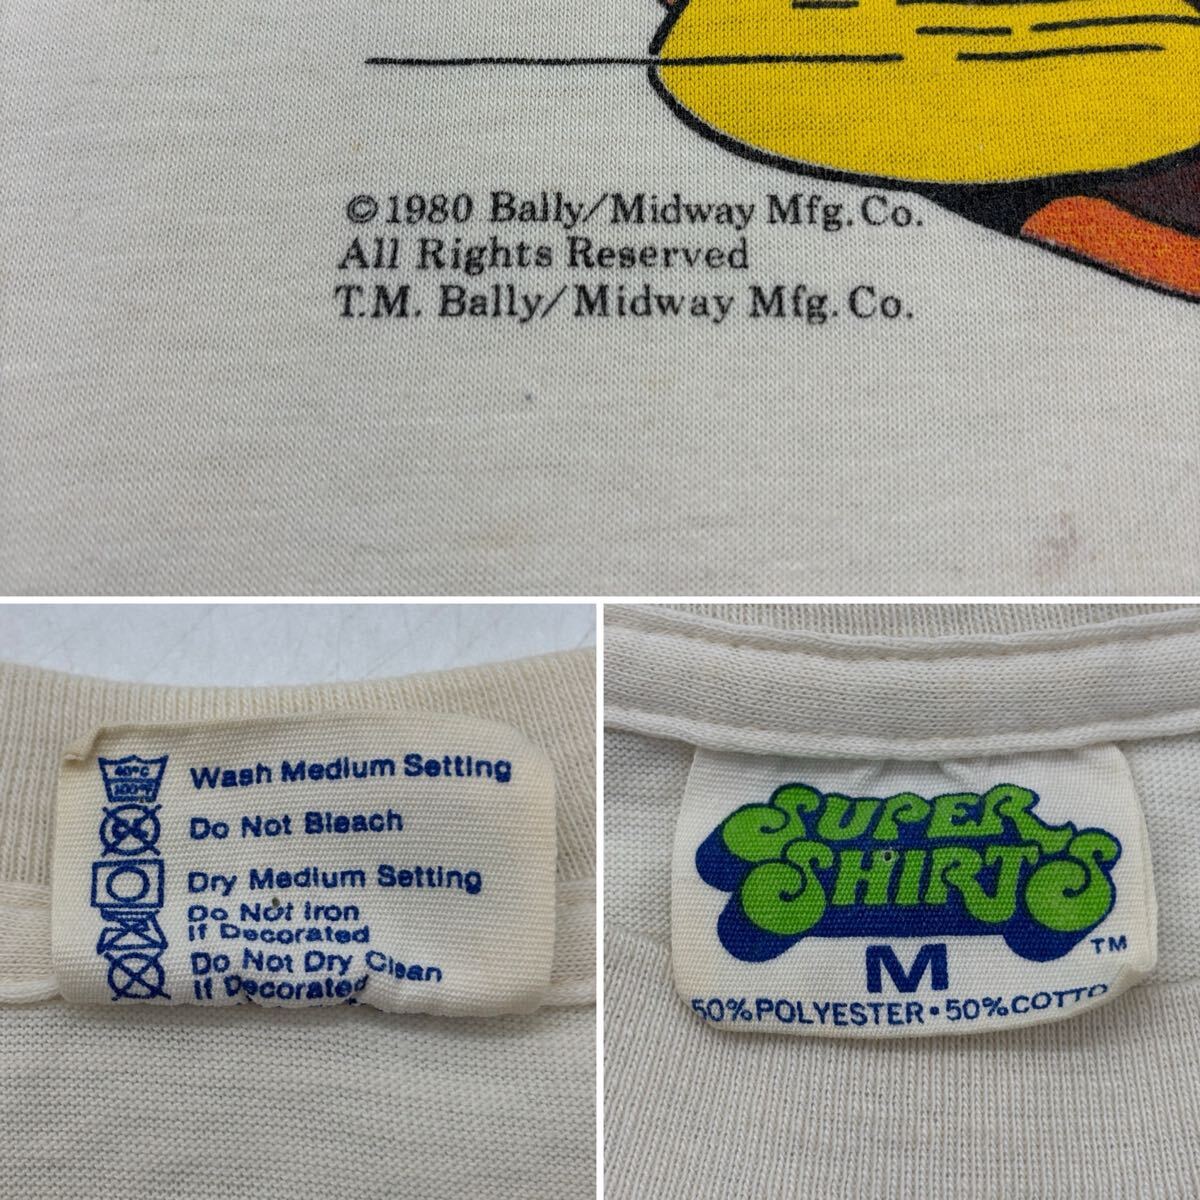 ©1980 Bally/Midway Mfg. Co.
All Rights Reserved
T.M. Bally/Midway Mfg. Co.
40°C
100°F
Wash Medium Setting
Do Not Bleach
Dry Medium Setting
Do Not Iron
If Decorated
Do Not Dry Clean
If Decorated
SUPER
SHIRTS
TM
M
50% POLYESTER • 50% COTTO